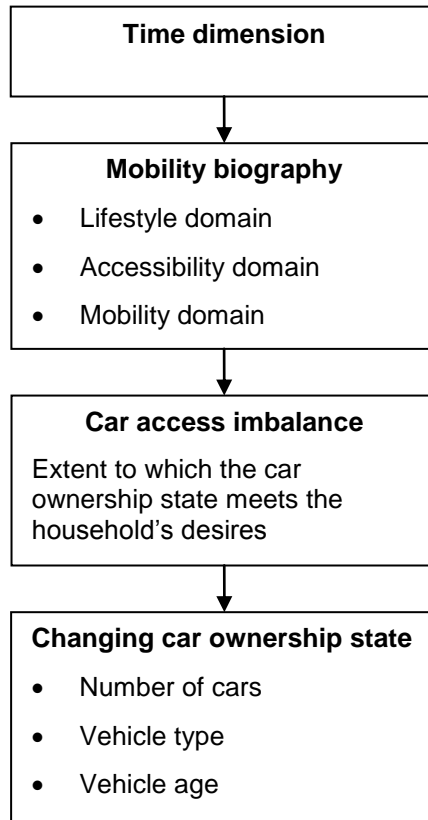 Time dimension
Mobility biography
• Lifestyle domain
• Accessibility domain
• Mobility domain
Car access imbalance
Extent to which the car
ownership state meets the
household's desires
Changing car ownership state
• Number of cars
• Vehicle type
• Vehicle age